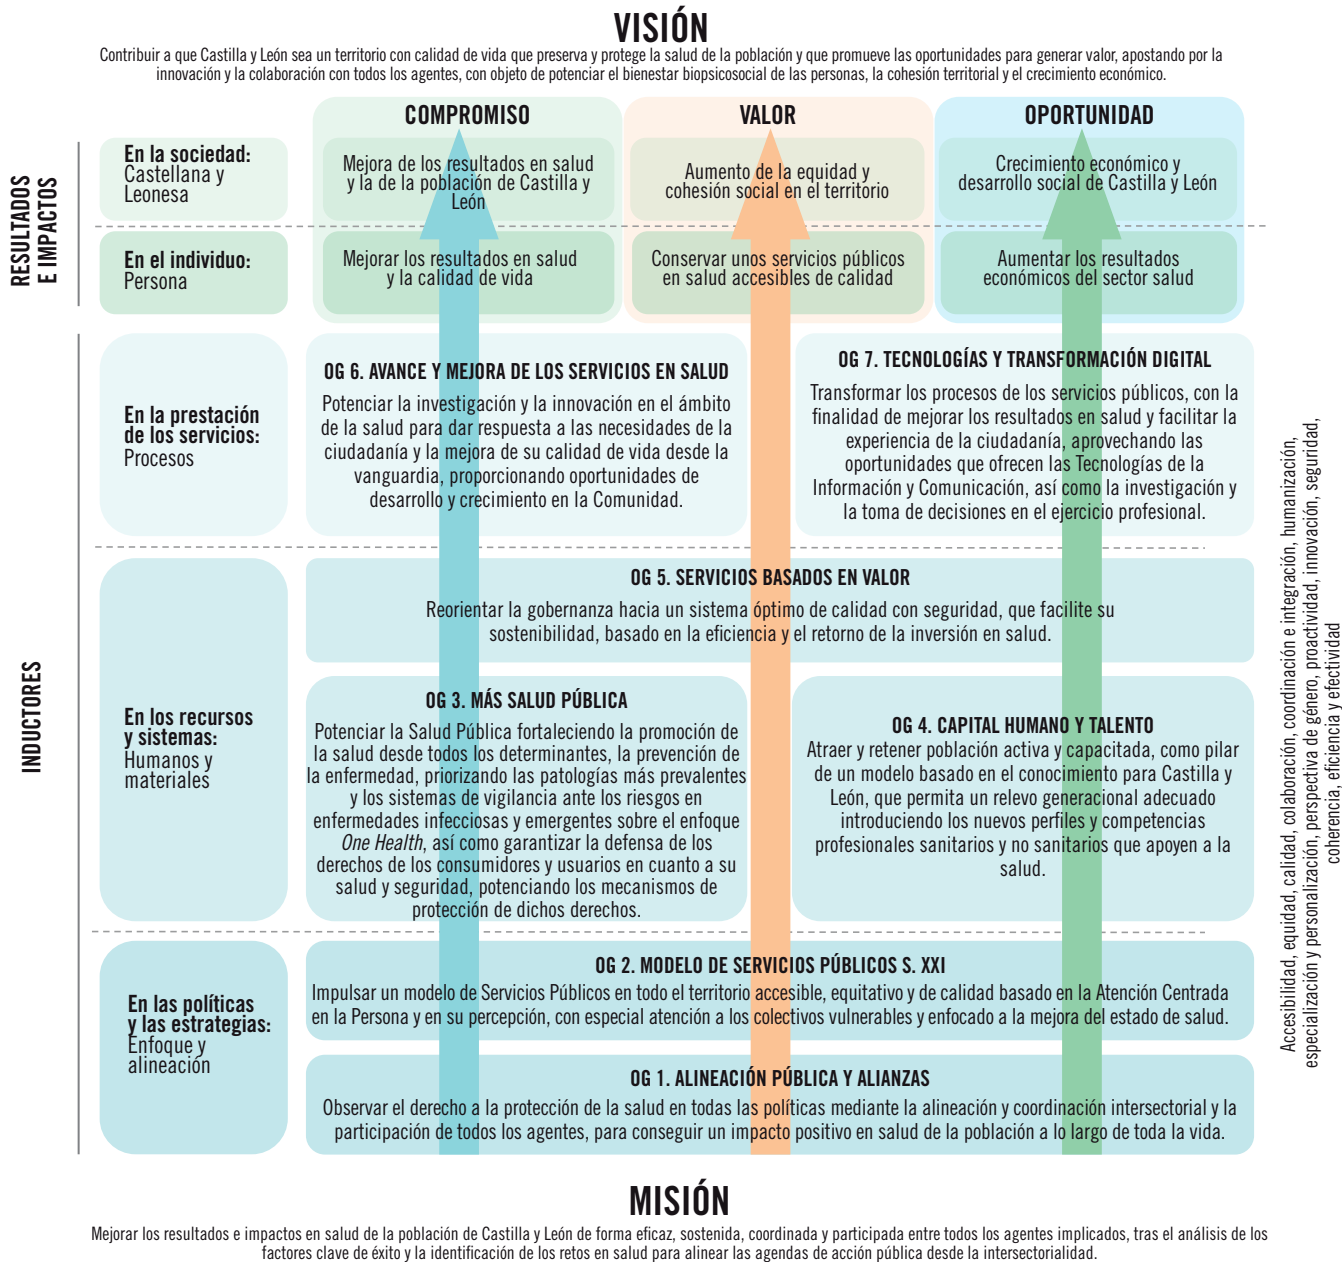 VISIÓN
Contribuir a que Castilla y León sea un territorio con calidad de vida que preserva y protege la salud de la población y que promueve las oportunidades para generar valor, apostando por la
innovación y la colaboración con todos los agentes, con objeto de potenciar el bienestar biopsicosocial de las personas, la cohesión territorial y el crecimiento económico.
COMPROMISO
VALOR
OPORTUNIDAD
RESULTADOS
E IMPACTOS
En la sociedad:
Castellana y
Leonesa
Mejora de los resultados en salud
y la de la población de Castilla y
León
Aumento de la equidad y
cohesión social en el territorio
Crecimiento económico y
desarrollo social de Castilla y León
En el individuo:
Persona
Mejorar los resultados en salud
y la calidad de vida
Conservar unos servicios públicos
en salud accesibles de calidad
Aumentar los resultados
económicos del sector salud
INDUCTORES
En la prestación
de los servicios:
Procesos
OG 6. AVANCE Y MEJORA DE LOS SERVICIOS EN SALUD
Potenciar la investigación y la innovación en el ámbito
de la salud para dar respuesta a las necesidades de la
ciudadanía y la mejora de su calidad de vida desde la
vanguardia, proporcionando oportunidades de
desarrollo y crecimiento en la Comunidad.
OG 7. TECNOLOGÍAS Y TRANSFORMACIÓN DIGITAL
Transformar los procesos de los servicios públicos, con la
finalidad de mejorar los resultados en salud y facilitar la
experiencia de la ciudadanía, aprovechando las
oportunidades que ofrecen las Tecnologías de la
Información y Comunicación, así como la investigación y
la toma de decisiones en el ejercicio profesional.
En los recursos
y sistemas:
Humanos y
materiales
OG 5. SERVICIOS BASADOS EN VALOR
Reorientar la gobernanza hacia un sistema óptimo de calidad con seguridad, que facilite su
sostenibilidad, basado en la eficiencia y el retorno de la inversión en salud.
OG 3. MÁS SALUD PÚBLICA
Potenciar la Salud Pública fortaleciendo la promoción de
la salud desde todos los determinantes, la prevención de
la enfermedad, priorizando las patologías más prevalentes
y los sistemas de vigilancia ante los riesgos en
enfermedades infecciosas y emergentes sobre el enfoque
One Health, así como garantizar la defensa de los
derechos de los consumidores y usuarios en cuanto a su
salud y seguridad, potenciando los mecanismos de
protección de dichos derechos.
OG 4. CAPITAL HUMANO Y TALENTO
Atraer y retener población activa y capacitada, como pilar
de un modelo basado en el conocimiento para Castilla y
León, que permita un relevo generacional adecuado
introduciendo los nuevos perfiles y competencias
profesionales sanitarios y no sanitarios que apoyen a la
salud.
En las políticas
y las estrategias:
Enfoque y
alineación
OG 2. MODELO DE SERVICIOS PÚBLICOS S. XXI
Impulsar un modelo de Servicios Públicos en todo el territorio accesible, equitativo y de calidad basado en la Atención Centrada
en la Persona y en su percepción, con especial atención a los colectivos vulnerables y enfocado a la mejora del estado de salud.
OG 1. ALINEACIÓN PÚBLICA Y ALIANZAS
Observar el derecho a la protección de la salud en todas las políticas mediante la alineación y coordinación intersectorial y la
participación de todos los agentes, para conseguir un impacto positivo en salud de la población a lo largo de toda la vida.
Accesibilidad, equidad, calidad, colaboración, coordinación e integración, humanización,
especialización y personalización, perspectiva de género, proactividad, innovación, seguridad,
coherencia, eficiencia y efectividad
MISIÓN
Mejorar los resultados e impactos en salud de la población de Castilla y León de forma eficaz, sostenida, coordinada y participada entre todos los agentes implicados, tras el análisis de los
factores clave de éxito y la identificación de los retos en salud para alinear las agendas de acción pública desde la intersectorialidad.